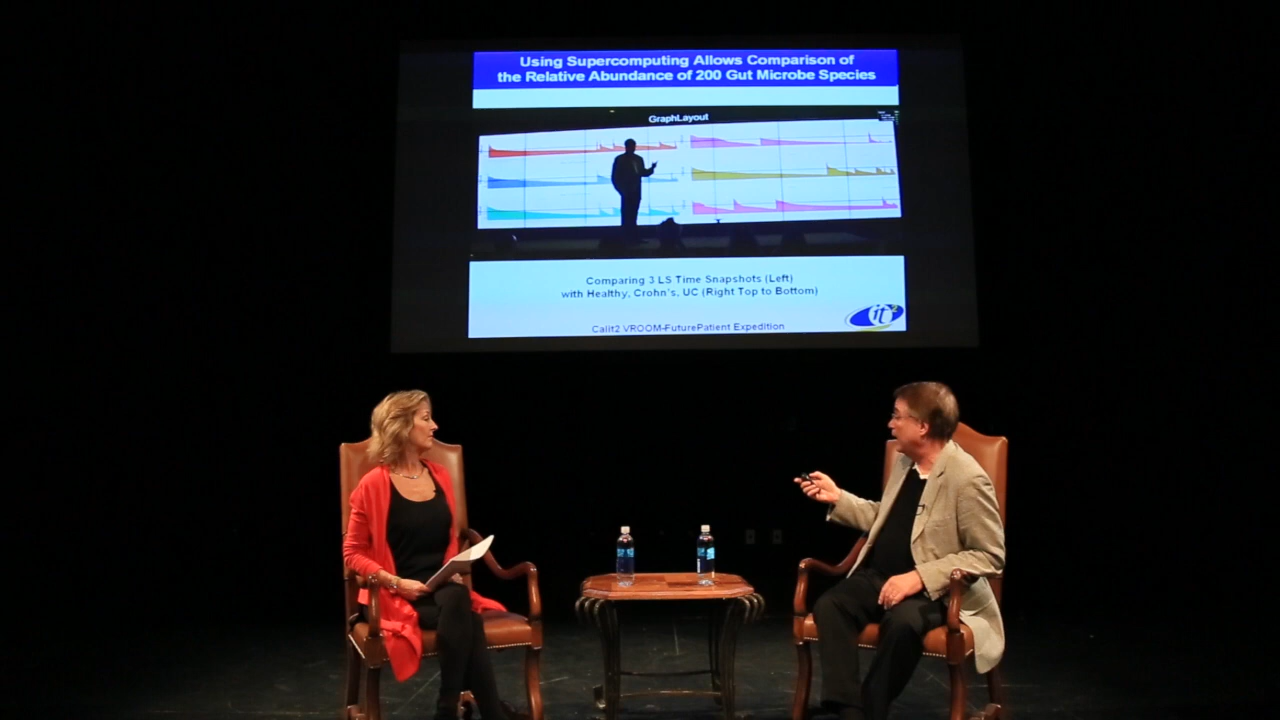 Using Supercomputing Allows Comparison of
the Relative Abundance of 200 Gut Microbe Species
GraphLayout
Comparing 3 LS Time Snapshots (Left)
with Healthy, Crohn's, UC (Right Top to Bottom)
it2
Calit2 VROOM-FuturePatient Expedition